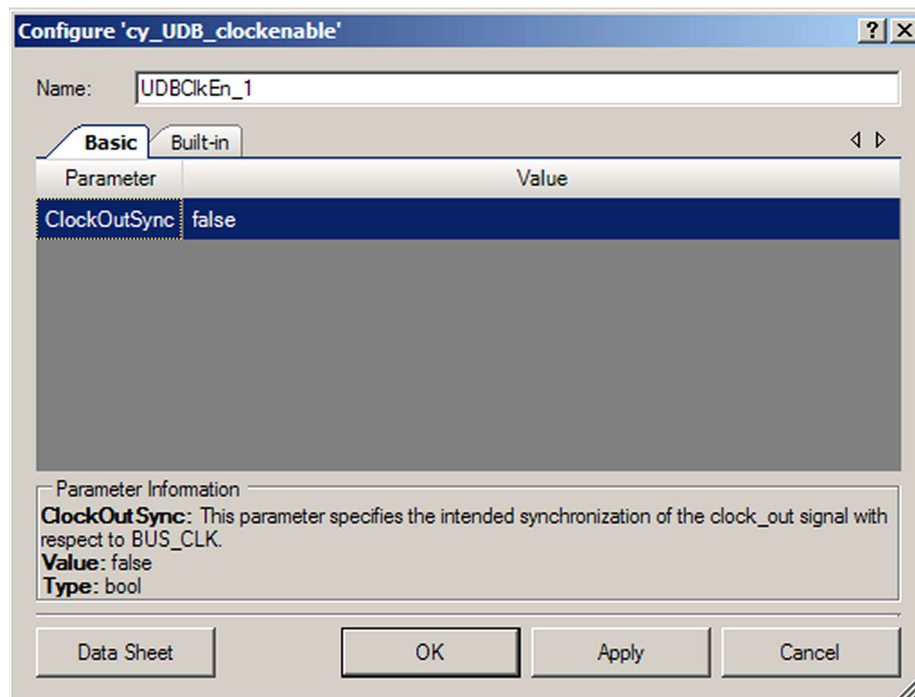 Configure 'cy_UDB_clockenable'
Name: UDBClkEn_1
Basic Built-in
Parameter Value
ClockOutSync false
Parameter Information
ClockOutSync: This parameter specifies the intended synchronization of the clock_out signal with
respect to BUS_CLK.
Value: false
Type: bool
Data Sheet OK Apply Cancel